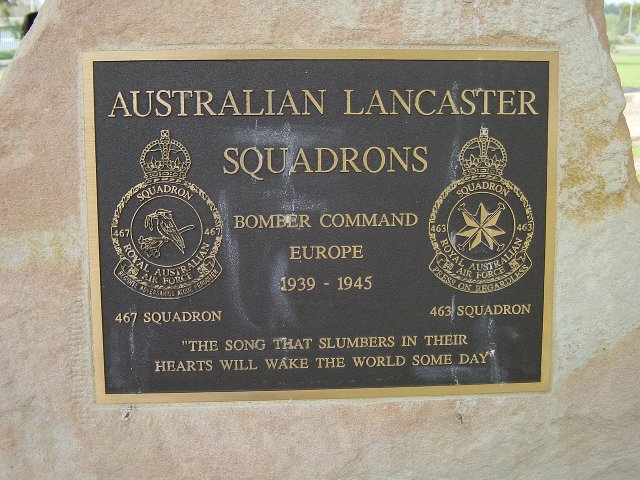 AUSTRALIAN LANCASTER
SQUADRONS
BOMBER COMMAND
EUROPE
1939 - 1945
SQUADRON
467 467
ROYAL AUSTRALIAN
AIR FORCE
467 SQUADRON
SQUADRON
463 463
ROYAL AUSTRALIAN
AIR FORCE
PRESS ON REGARDLESS
463 SQUADRON
"THE SONG THAT SLUMBERS IN THEIR
HEARTS WILL WAKE THE WORLD SOME DAY"